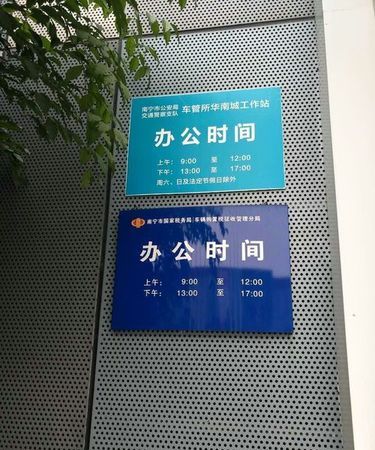 南宁市公安局
交通警察支队 车管所华南城工作站
办公时间
上午： 9:00 至 12:00
下午： 13:00 至 17:00
周六、日及法定节假日除外
南宁市国家税务局 车辆购置税征收管理分局
办公时间
上午： 9:00 至 12:00
下午： 13:00 至 17:00